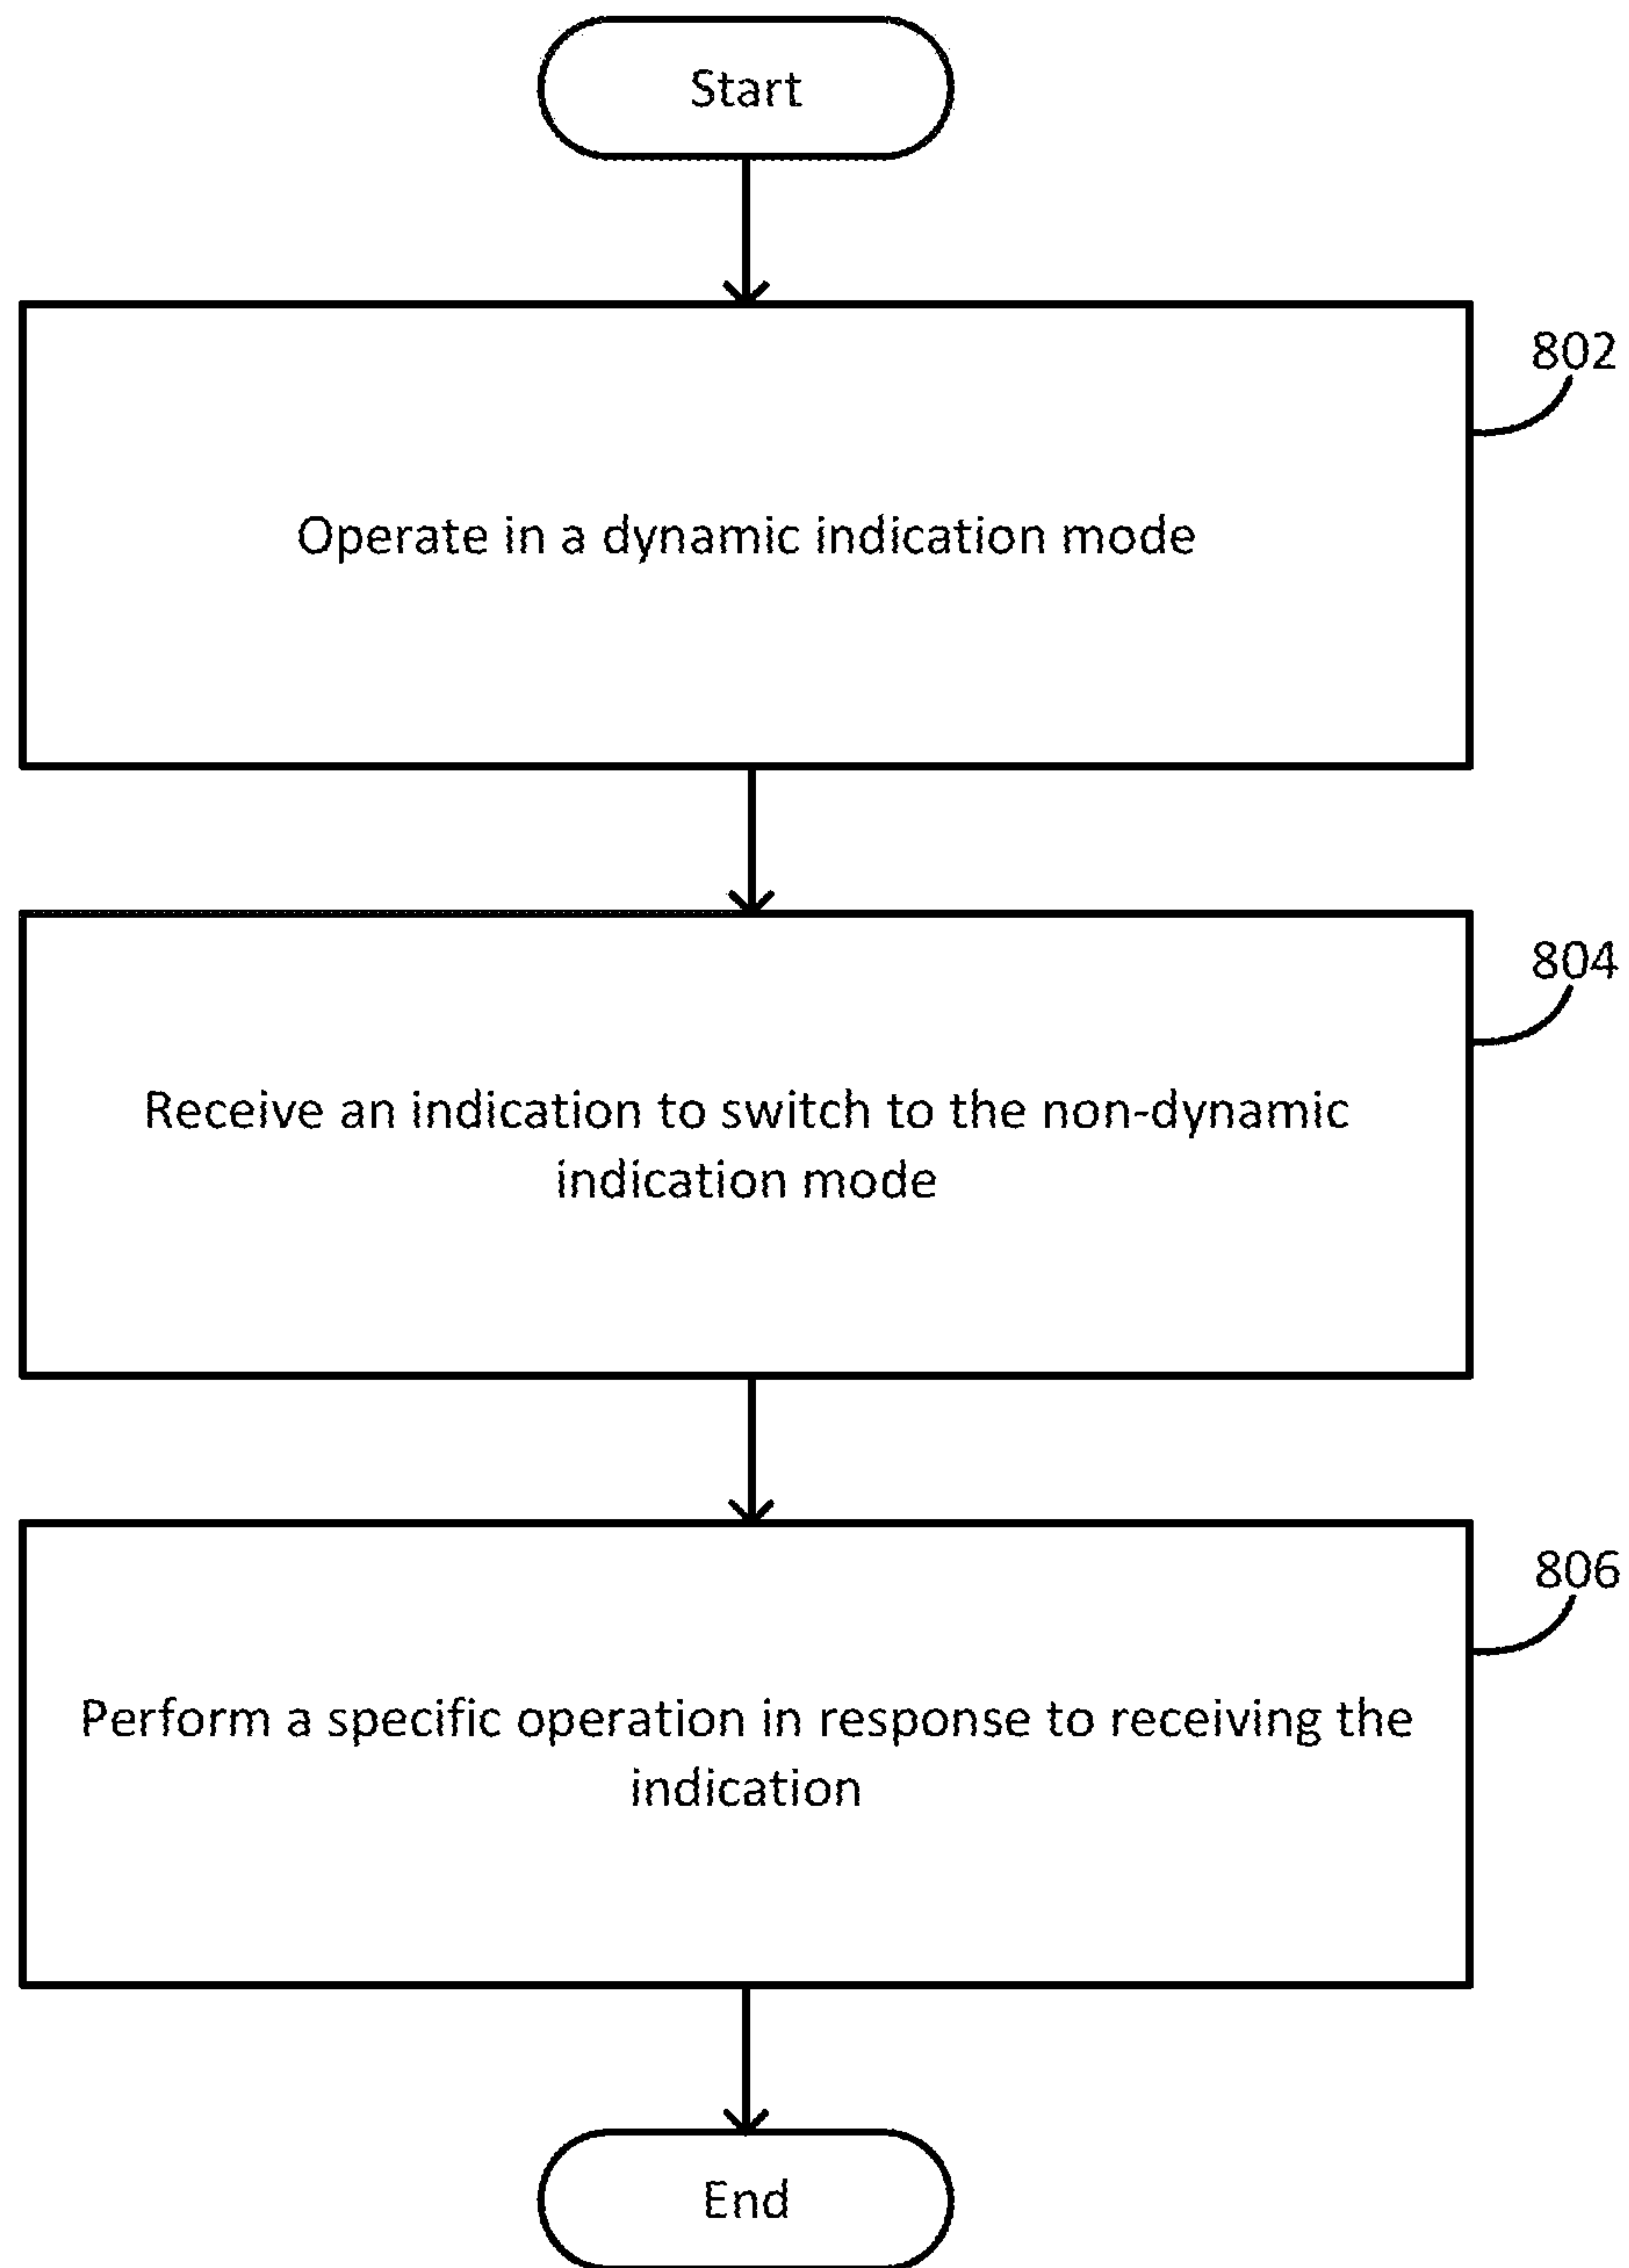 Start
802
Operate in a dynamic indication mode
804
Receive an indication to switch to the non-dynamic
indication mode
806
Perform a specific operation in response to receiving the
indication
End